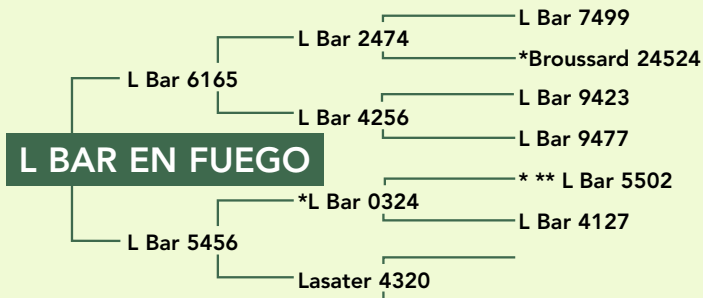 L Bar 7499
L Bar 2474
*Broussard 24524
L Bar 6165
L Bar 9423
L Bar 4256
L Bar 9477
L BAR EN FUEGO
* ** L Bar 5502
*L Bar 0324
L Bar 4127
L Bar 5456
Lasater 4320